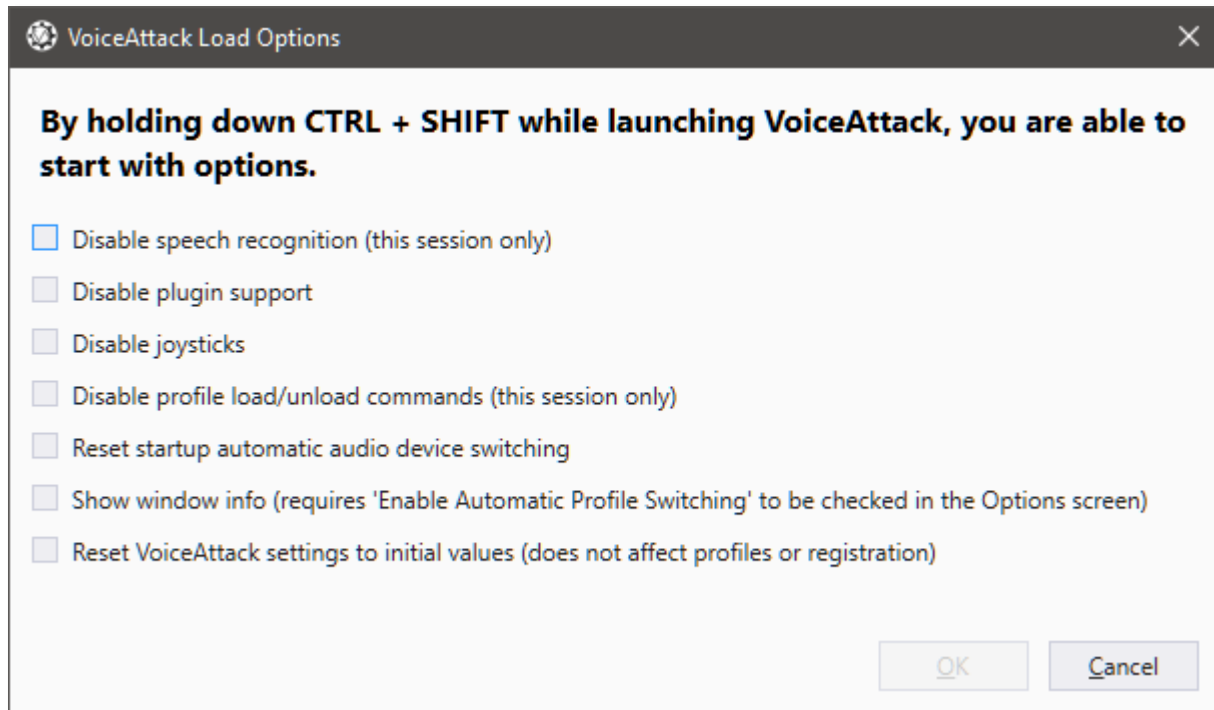 VoiceAttack Load Options
By holding down CTRL + SHIFT while launching VoiceAttack, you are able to
start with options.
Disable speech recognition (this session only)
Disable plugin support
Disable joysticks
Disable profile load/unload commands (this session only)
Reset startup automatic audio device switching
Show window info (requires 'Enable Automatic Profile Switching' to be checked in the Options screen)
Reset VoiceAttack settings to initial values (does not affect profiles or registration)
OK
Cancel